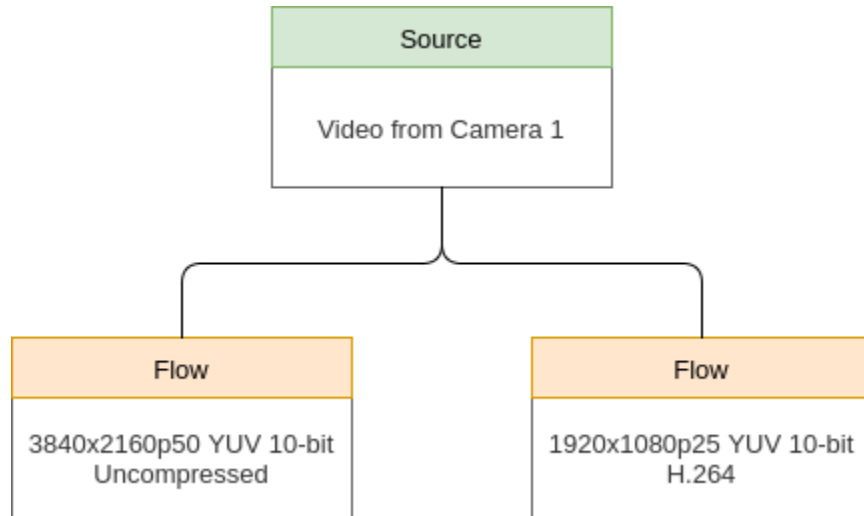 Source
Video from Camera 1
Flow
3840x2160p50 YUV 10-bit
Uncompressed
Flow
1920x1080p25 YUV 10-bit
H.264